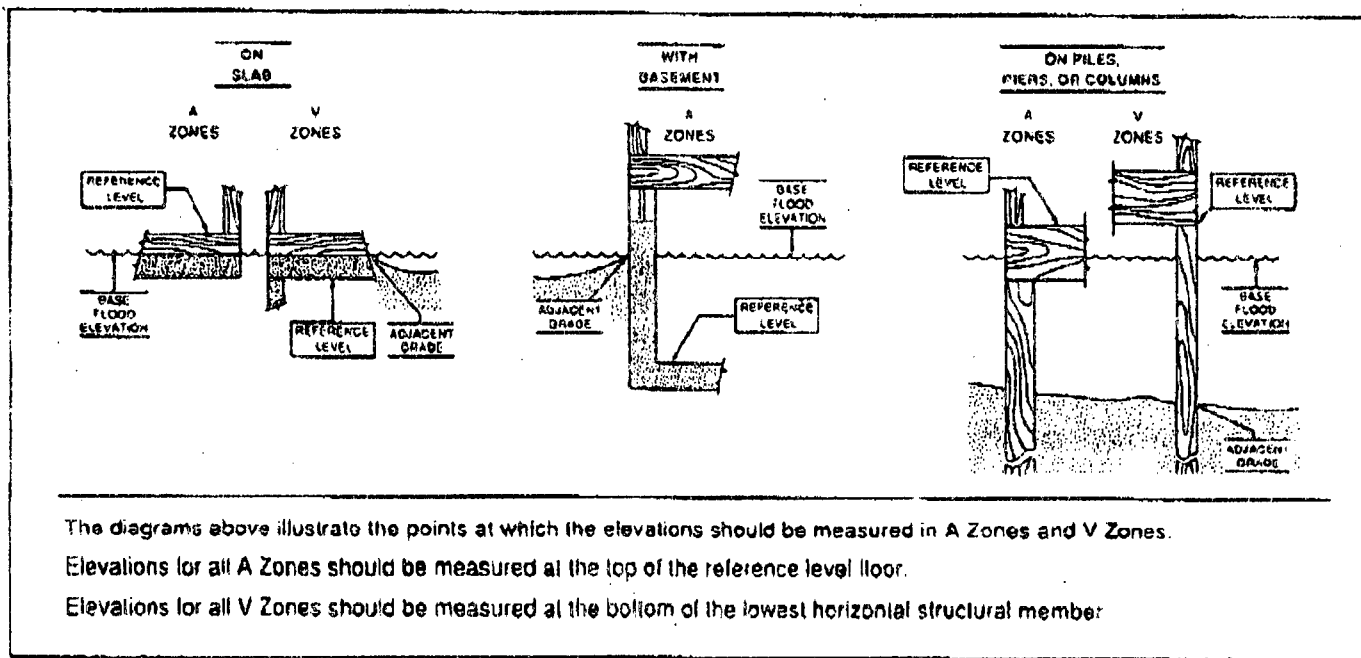 ON
SLAB
A
ZONES
V
ZONES
REFERENCE
LEVEL
BASE
FLOOD
ELEVATION
REFERENCE
LEVEL
ADJACENT
GRADE
WITH
BASEMENT
A
ZONES
BASE
FLOOD
ELEVATION
ADJACENT
GRADE
REFERENCE
LEVEL
ON PILES,
PIERS, OR COLUMNS
A
ZONES
V
ZONES
REFERENCE
LEVEL
REFERENCE
LEVEL
BASE
FLOOD
ELEVATION
ADJACENT
GRADE
The diagrams above illustrate the points at which the elevations should be measured in A Zones and V Zones.
Elevations for all A Zones should be measured at the top of the reference level floor.
Elevations for all V Zones should be measured at the bottom of the lowest horizontal structural member